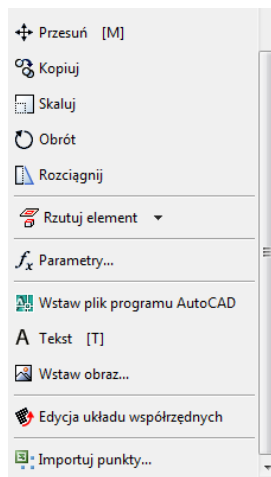 Przesuń [M]
Kopiuj
Skaluj
Obrót
Rozciągnij
Rzutuj element
fx Parametry...
Wstaw plik programu AutoCAD
A Tekst [T]
Wstaw obraz...
Edycja układu współrzędnych
Importuj punkty...